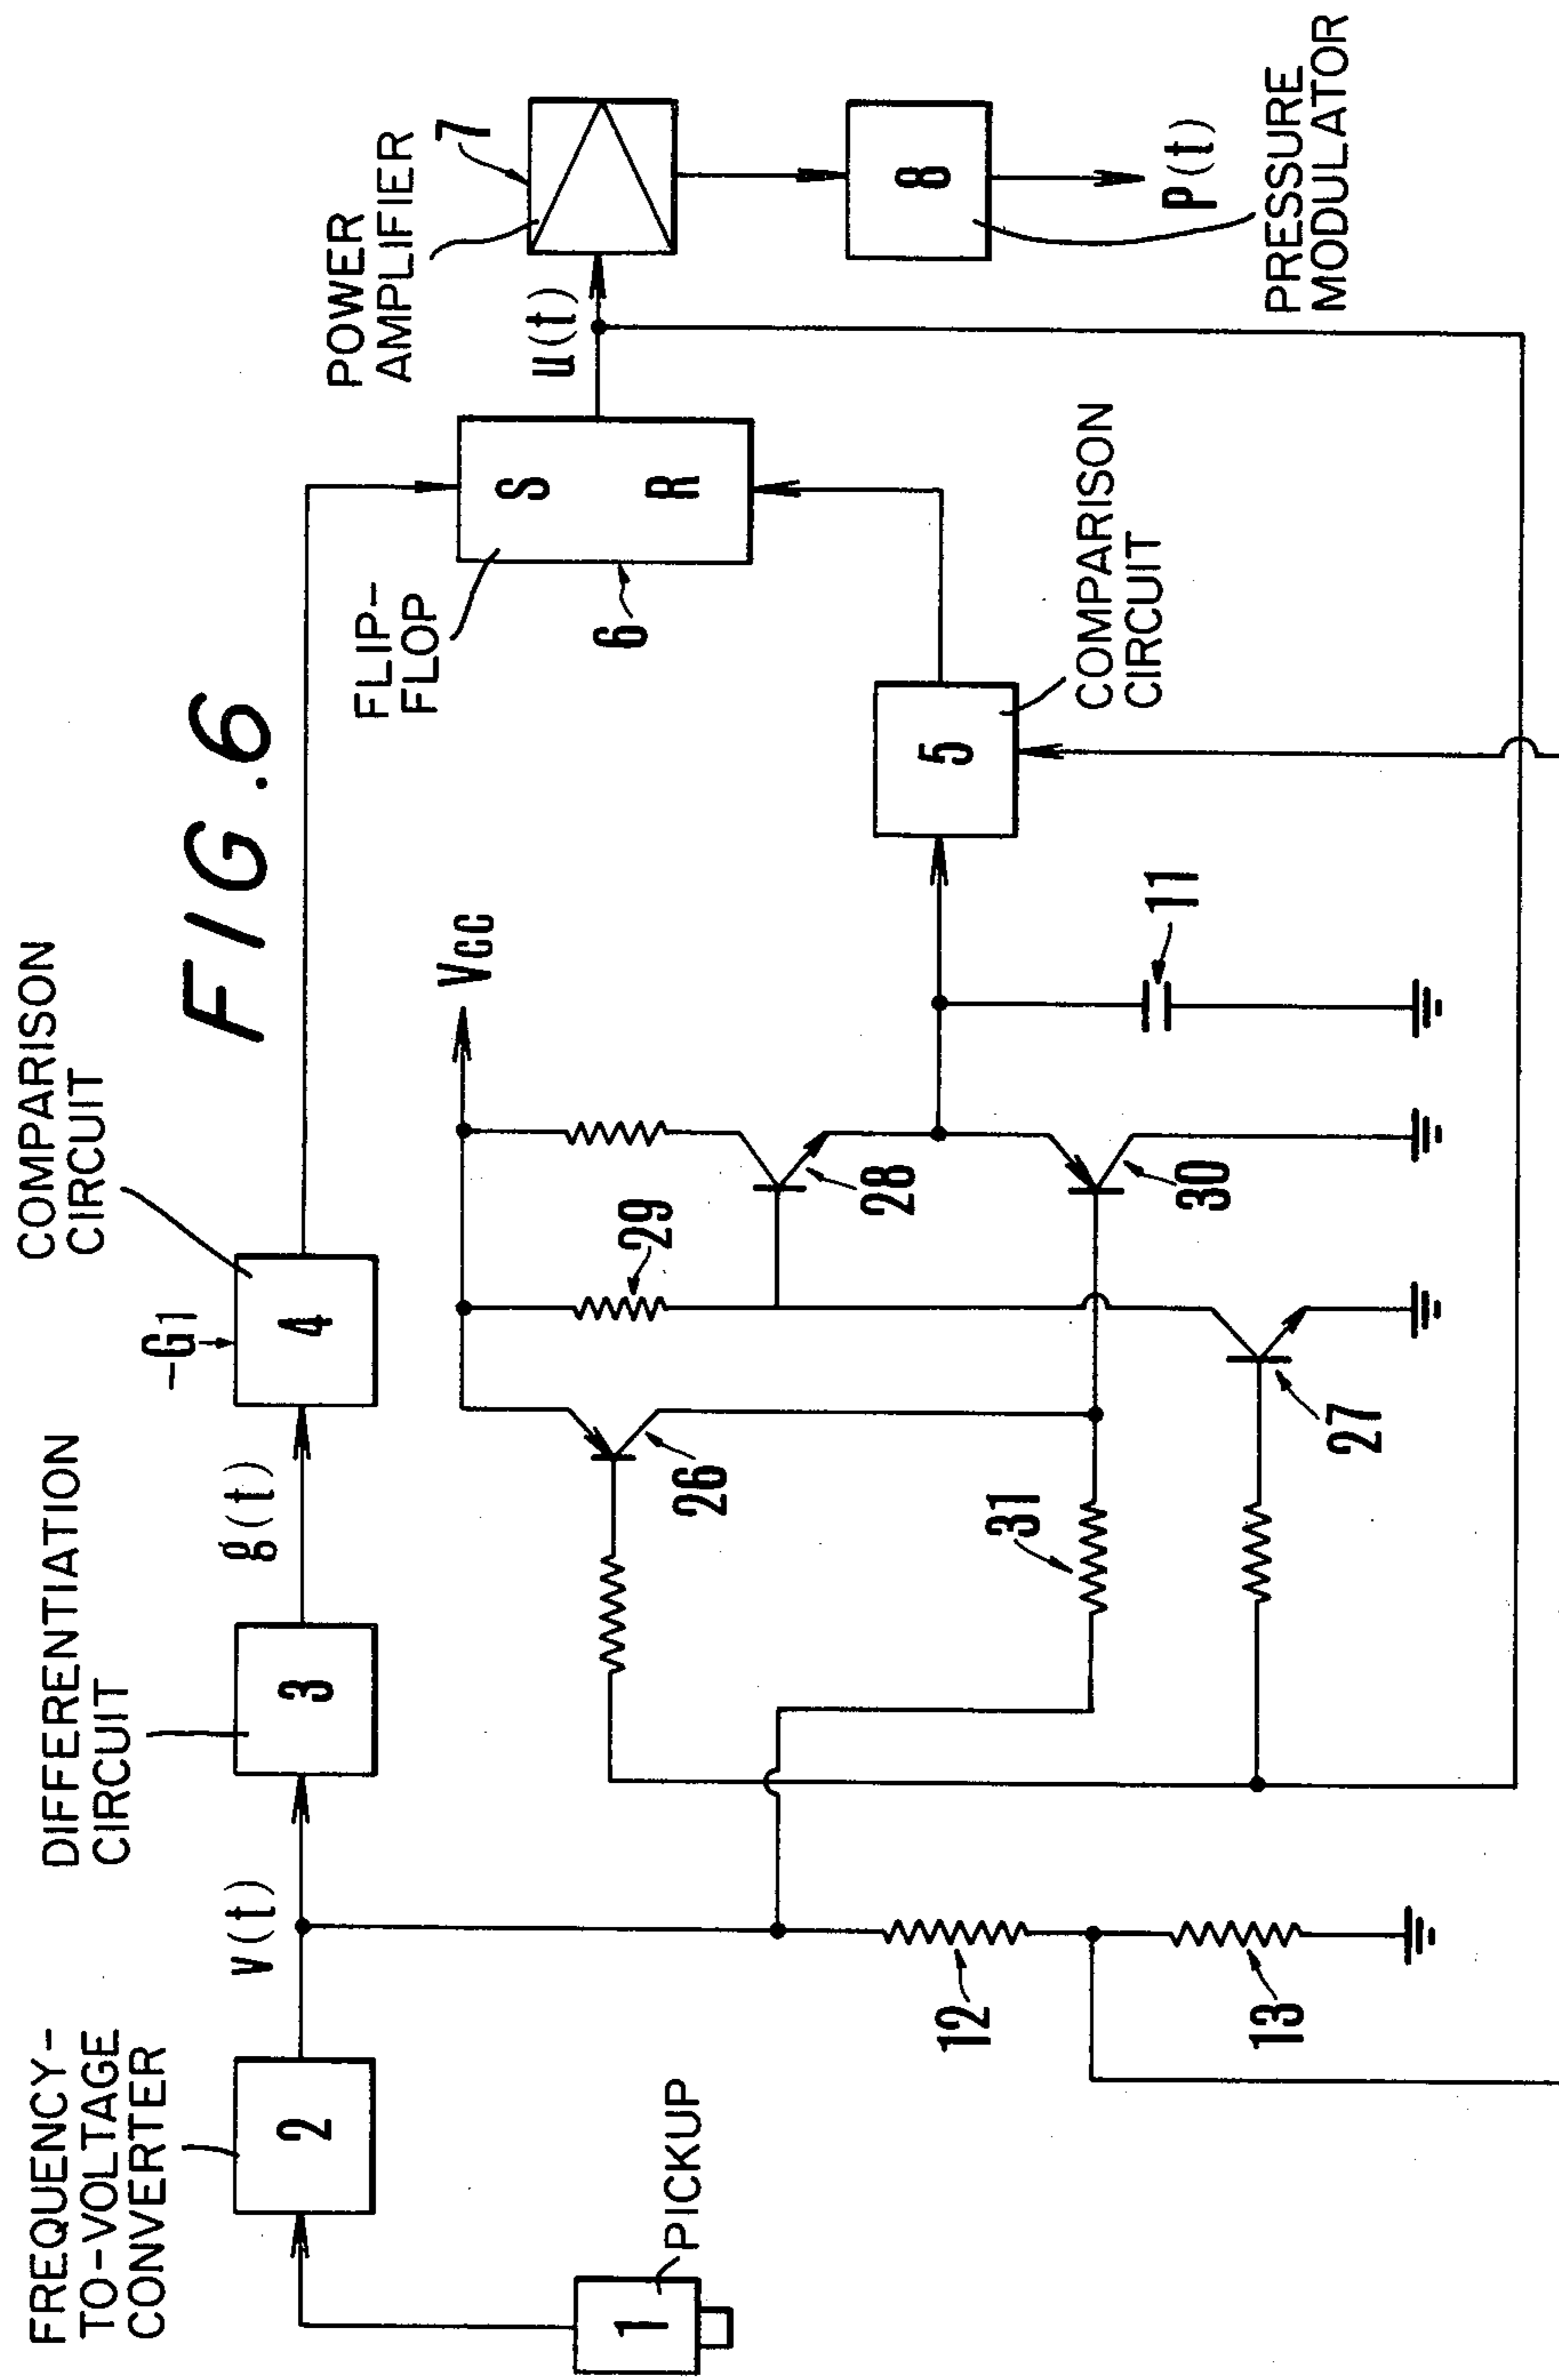 FIG.6
FREQUENCY-
TO-VOLTAGE
CONVERTER
2
1
PICKUP
V(t)
DIFFERENTIATION
CIRCUIT
3
g(t)
COMPARISON
CIRCUIT
-G1
4
FLIP-
FLOP
S
R
6
μ(t)
POWER
AMPLIFIER
7
8
P(t)
PRESSURE
MODULATOR
Vcc
26
29
28
31
30
27
11
5
COMPARISON
CIRCUIT
12
13